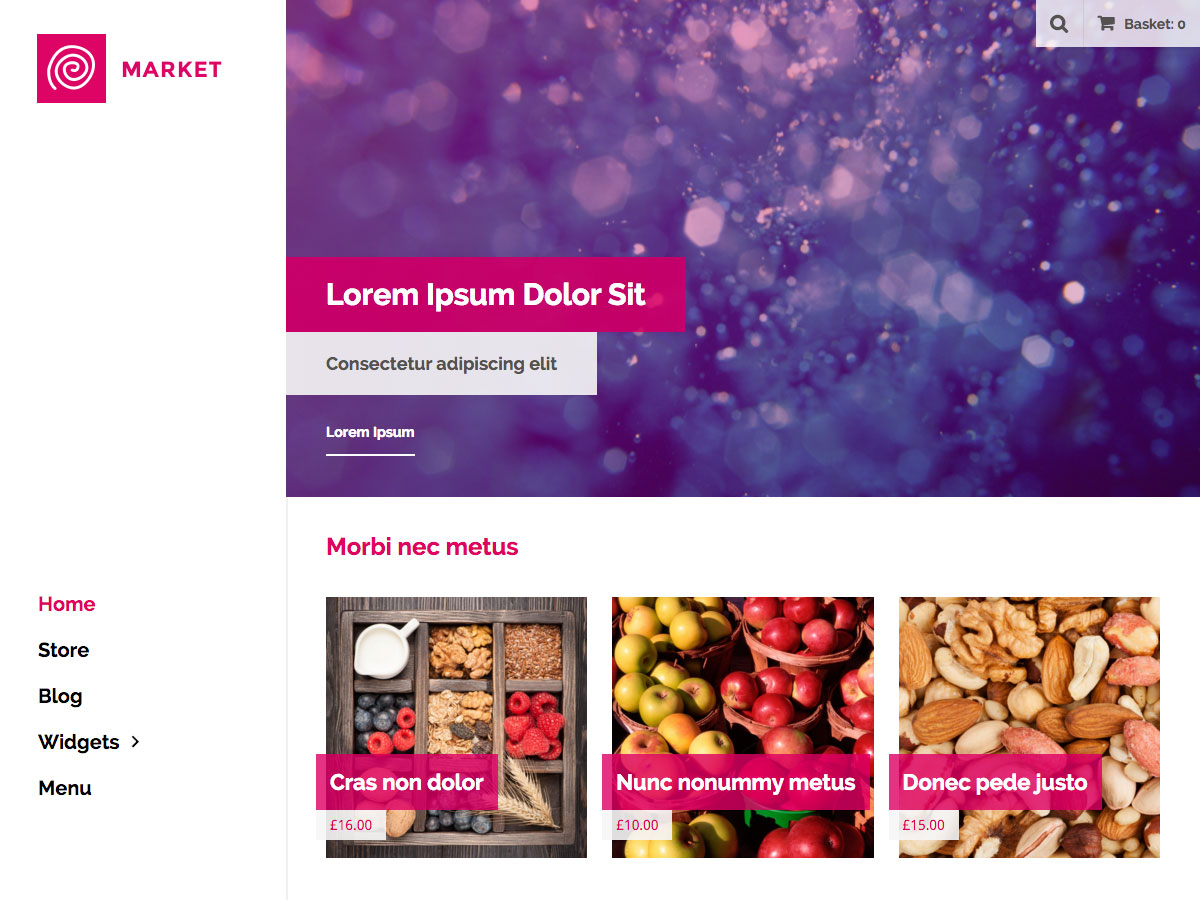 MARKET
Basket: 0
Lorem Ipsum Dolor Sit
Consectetur adipiscing elit
Lorem Ipsum
Morbi nec metus
Home
Store
Blog
Widgets
Menu
Cras non dolor
£16.00
Nunc nonummy metus
£10.00
Donec pede justo
£15.00